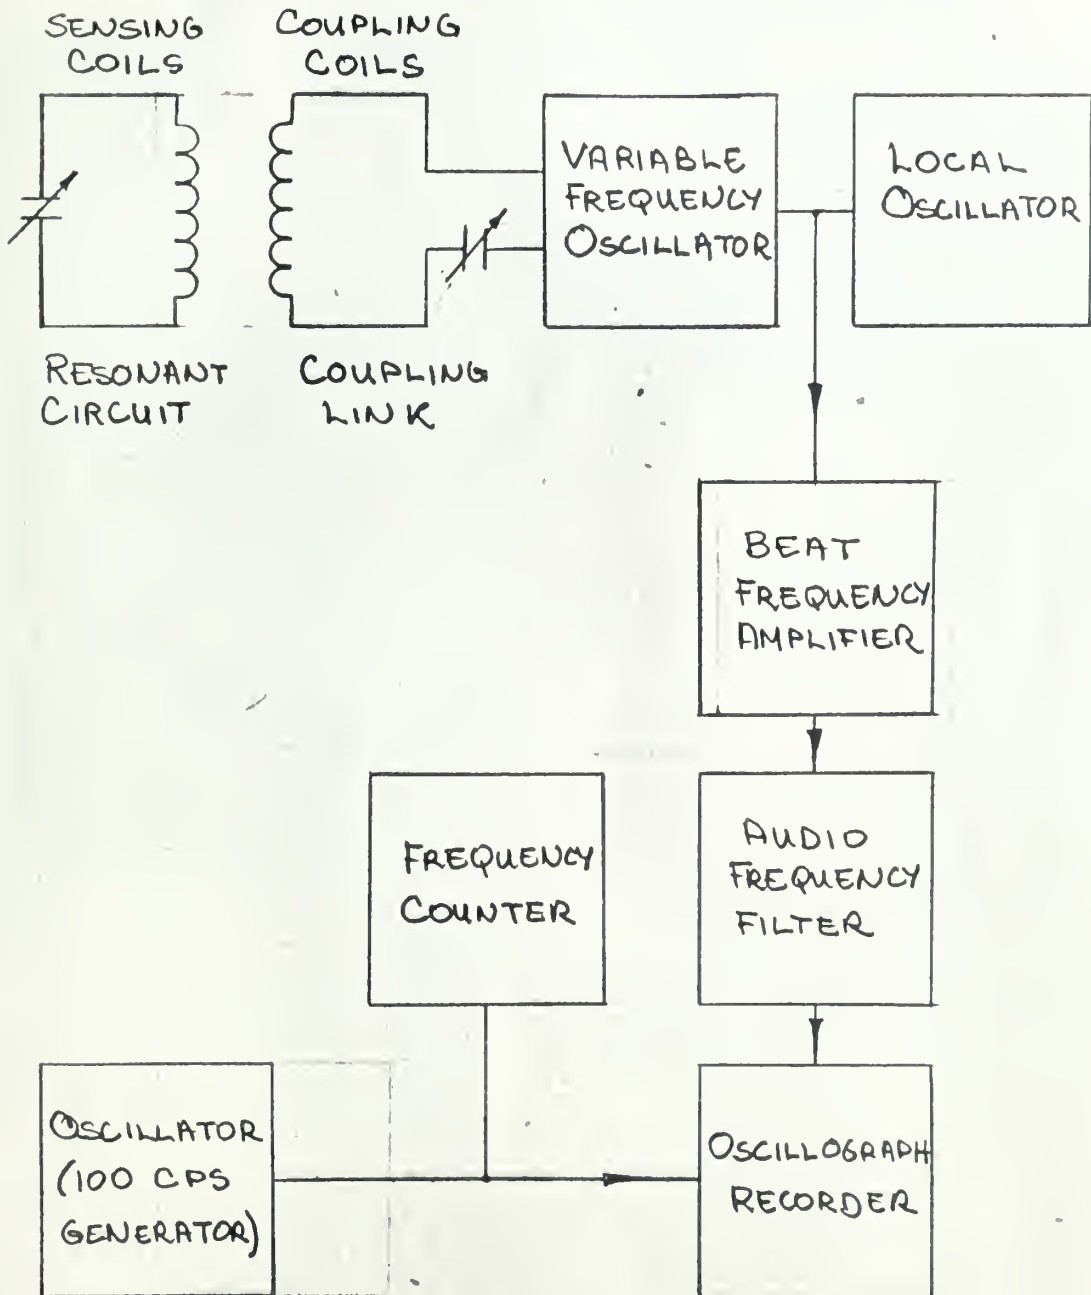 SENSING
COILS
COUPLING
COILS
VARIABLE
FREQUENCY
OSCILLATOR
LOCAL
OSCILLATOR
RESONANT
CIRCUIT
COUPLING
LINK
BEAT
FREQUENCY
AMPLIFIER
FREQUENCY
COUNTER
AUDIO
FREQUENCY
FILTER
OSCILLATOR
(100 CPS
GENERATOR)
OSCILLOGRAPH
RECORDER